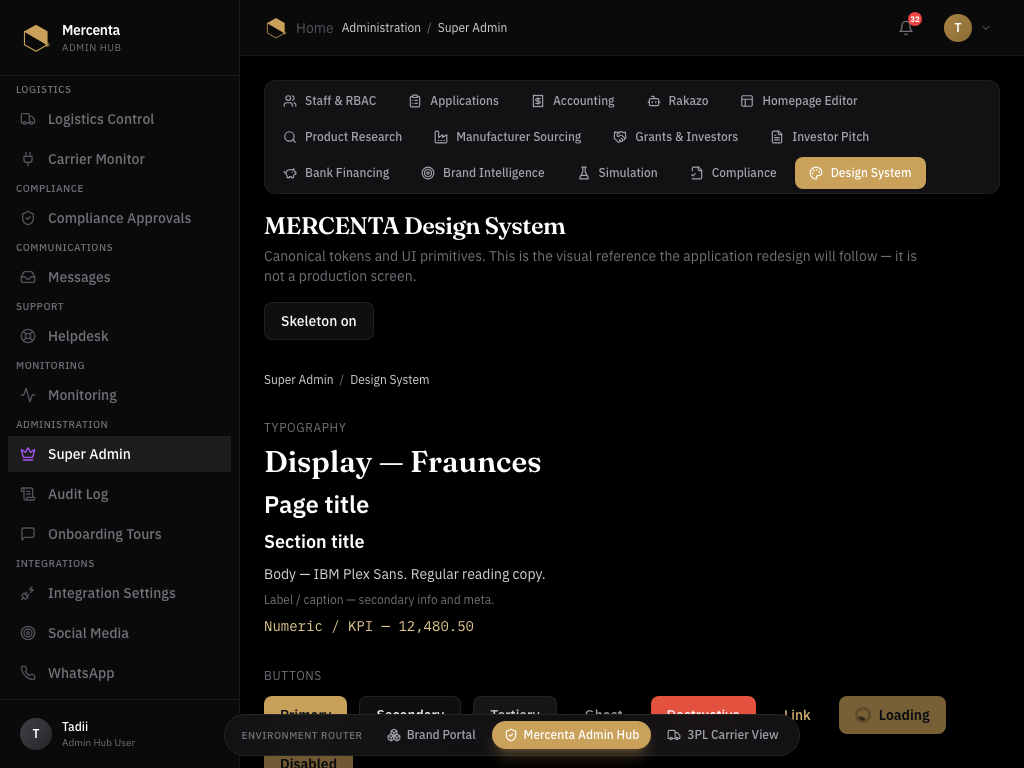 Mercenta
ADMIN HUB
LOGISTICS
Logistics Control
Carrier Monitor
COMPLIANCE
Compliance Approvals
COMMUNICATIONS
Messages
SUPPORT
Helpdesk
MONITORING
Monitoring
ADMINISTRATION
Super Admin
Audit Log
Onboarding Tours
INTEGRATIONS
Integration Settings
Social Media
WhatsApp
T
Tadii
Admin Hub User
Home Administration / Super Admin
32
T
Staff & RBAC Applications Accounting Rakazo Homepage Editor
Product Research Manufacturer Sourcing Grants & Investors Investor Pitch
Bank Financing Brand Intelligence Simulation Compliance Design System
MERCENTA Design System
Canonical tokens and UI primitives. This is the visual reference the application redesign will follow — it is
not a production screen.
Skeleton on
Super Admin / Design System
TYPOGRAPHY
Display — Fraunces
Page title
Section title
Body — IBM Plex Sans. Regular reading copy.
Label / caption — secondary info and meta.
Numeric / KPI — 12,480.50
BUTTONS
Primary Secondary Tertiary Ghost Destructive Link Loading
Disabled
ENVIRONMENT ROUTER Brand Portal Mercenta Admin Hub 3PL Carrier View